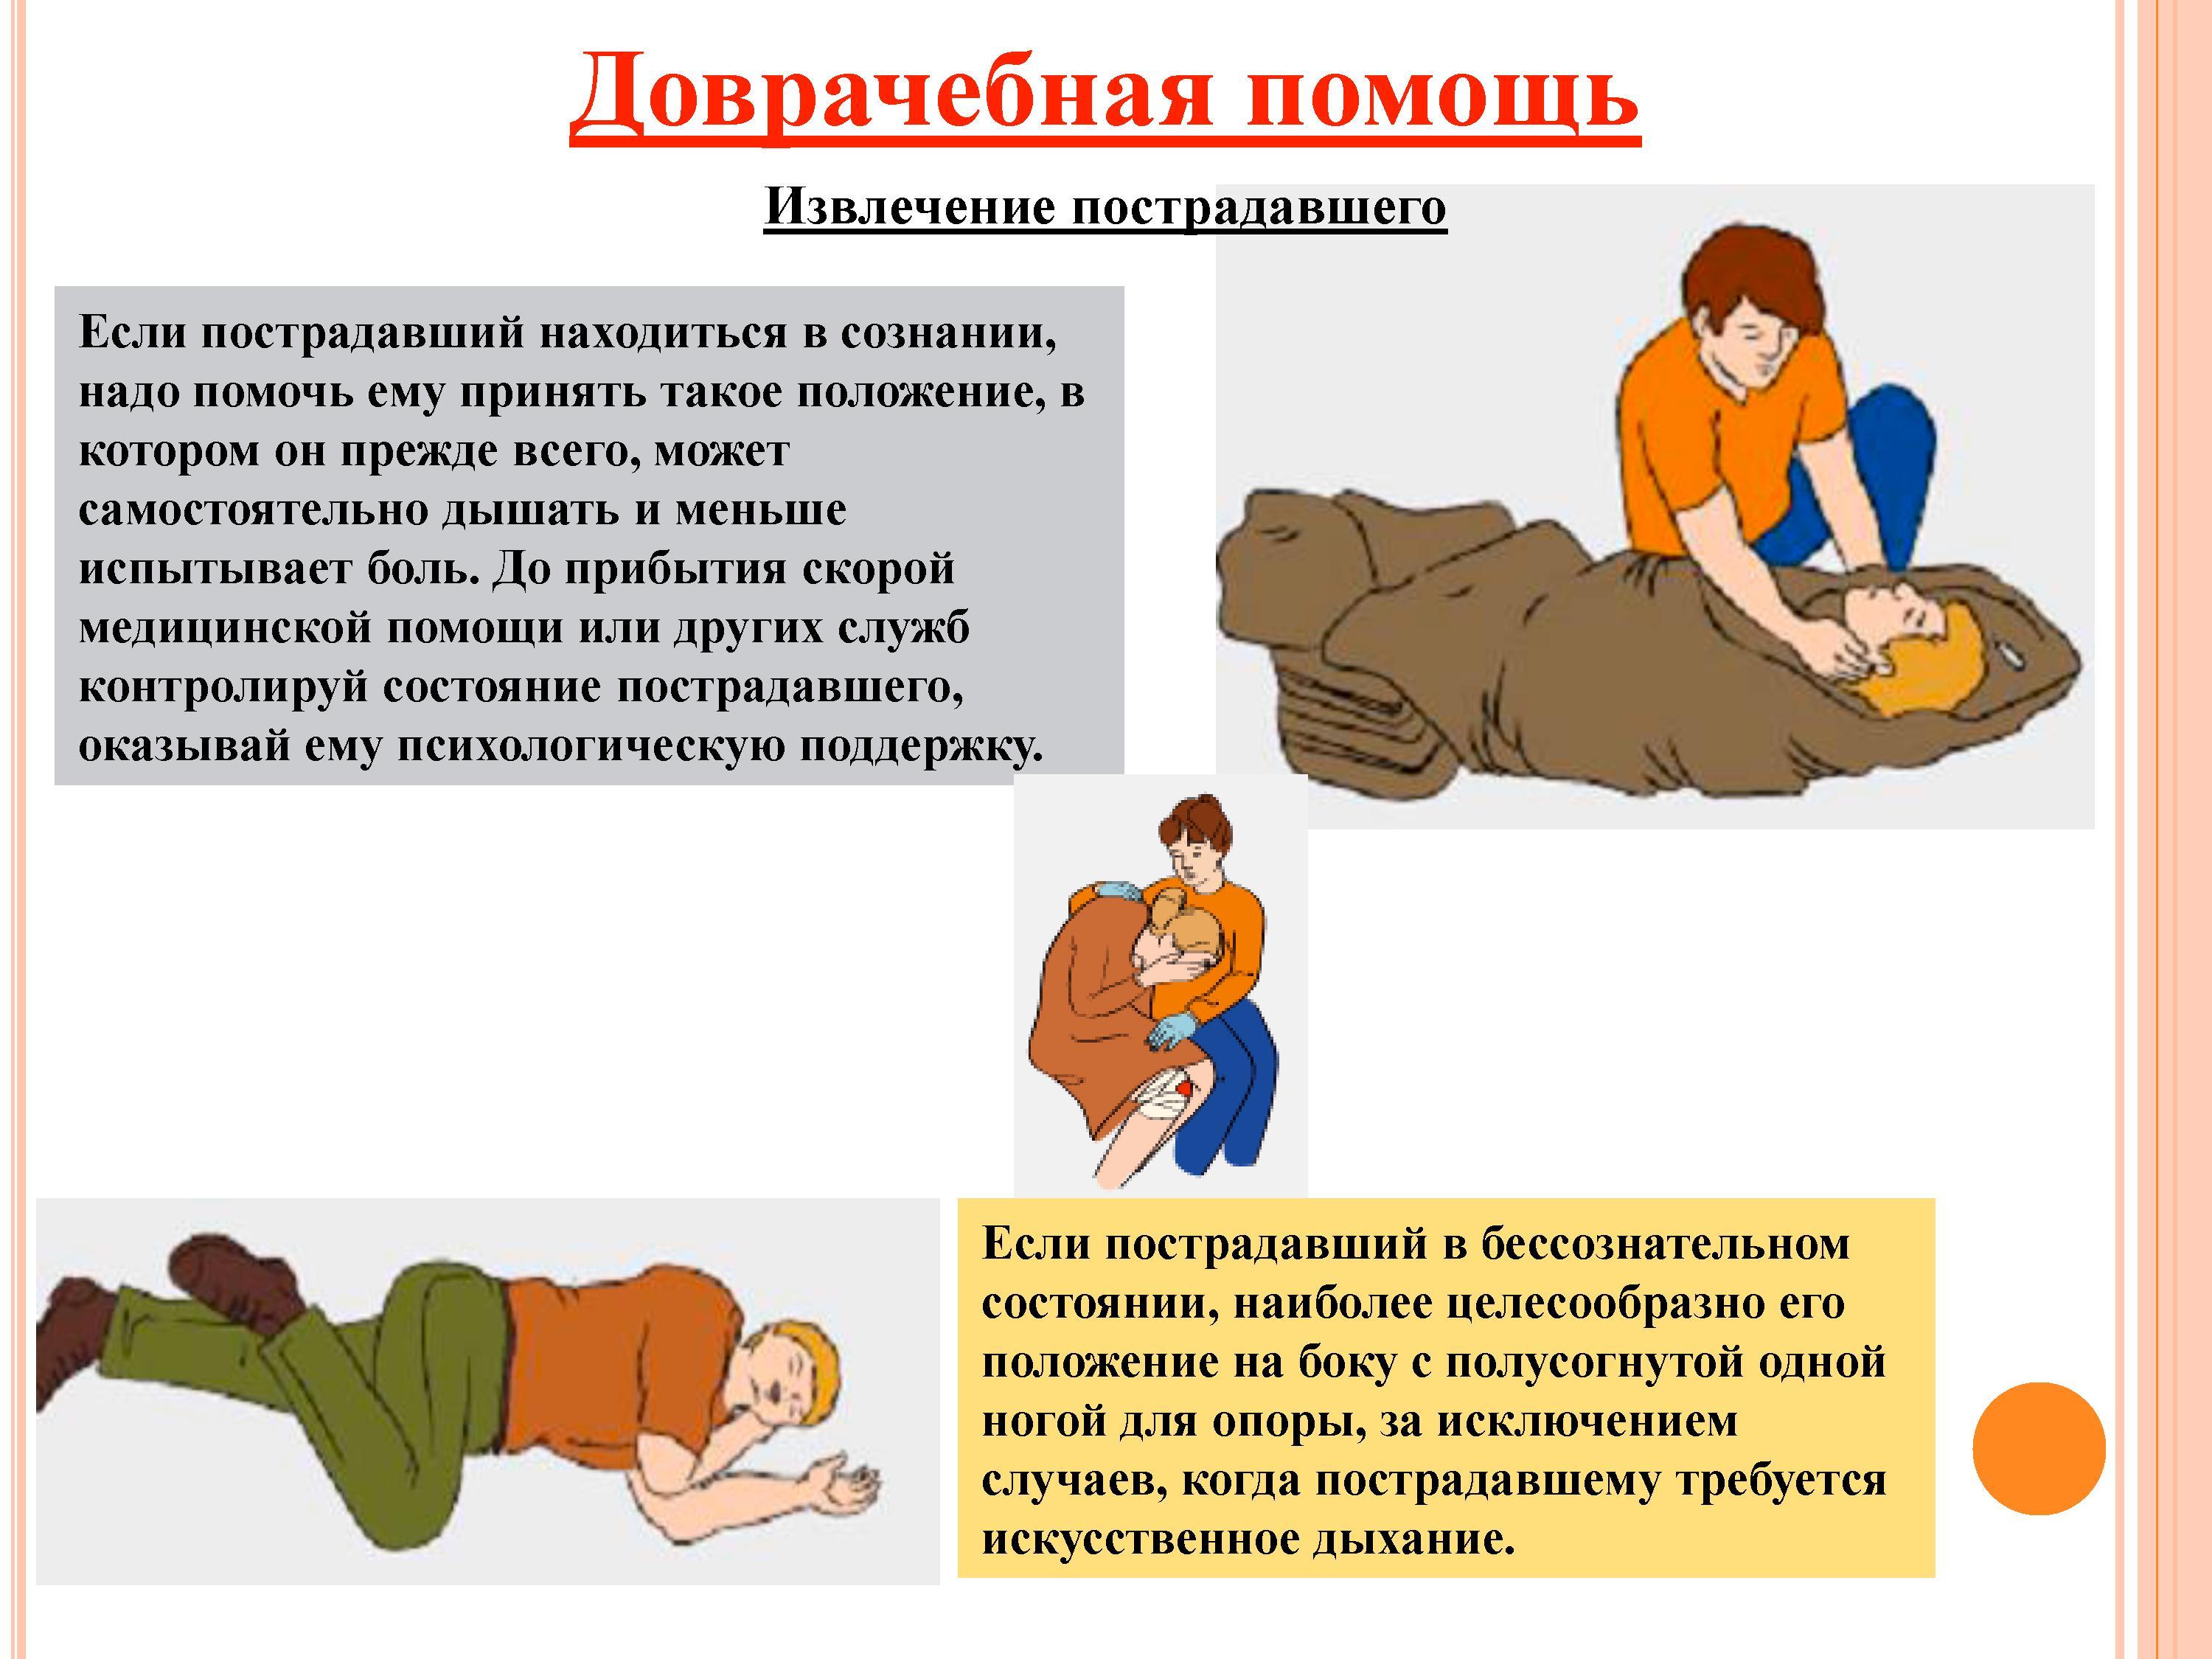 Доврачебная помощь
Извлечение пострадавшего
Если пострадавший находиться в сознании,
надо помочь ему принять такое положение, в
котором он прежде всего, может
самостоятельно дышать и меньше
испытывает боль. До прибытия скорой
медицинской помощи или других служб
контролируй состояние пострадавшего,
оказывай ему психологическую поддержку.
Если пострадавший в бессознательном
состоянии, наиболее целесообразно его
положение на боку с полусогнутой одной
ногой для опоры, за исключением
случаев, когда пострадавшему требуется
искусственное дыхание.